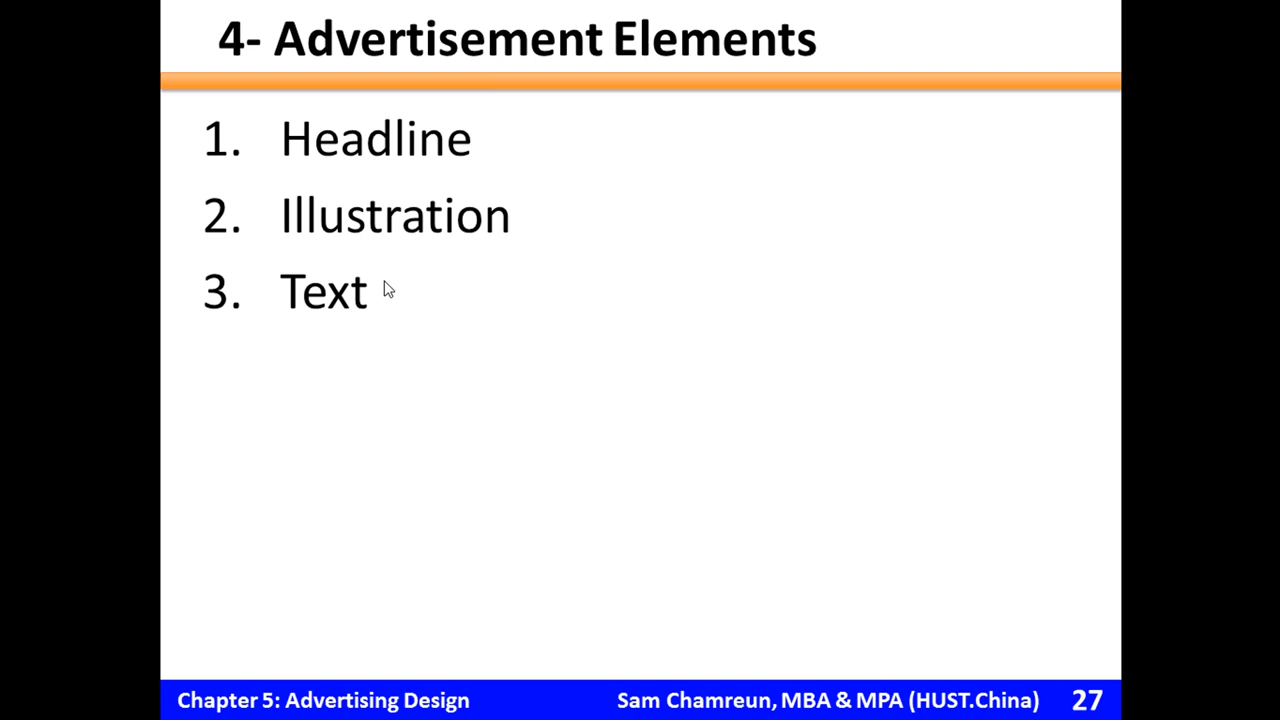 4- Advertisement Elements
1. Headline
2. Illustration
3. Text
Chapter 5: Advertising Design Sam Chamreun, MBA & MPA (HUST.China) 27